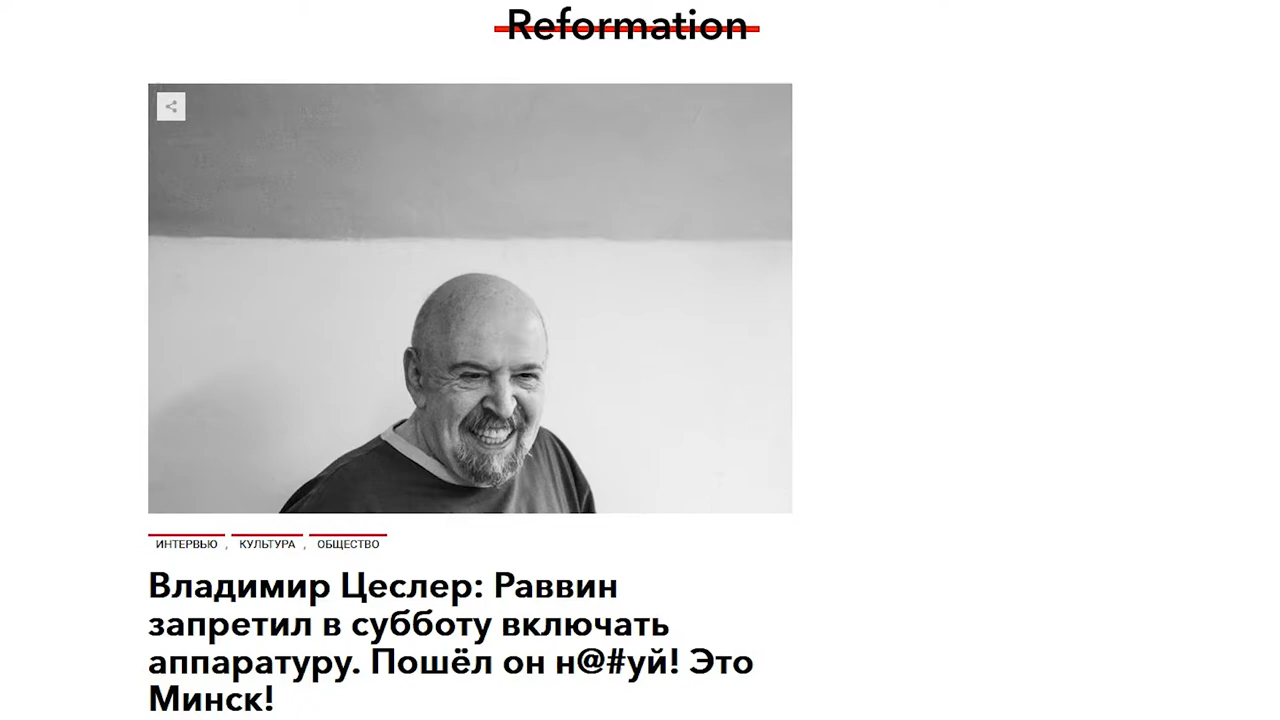 Reformation
ИНТЕРВЬЮ , КУЛЬТУРА , ОБЩЕСТВО
Владимир Цеслер: Раввин
запретил в субботу включать
аппаратуру. Пошёл он н@#уй! Это
Минск!